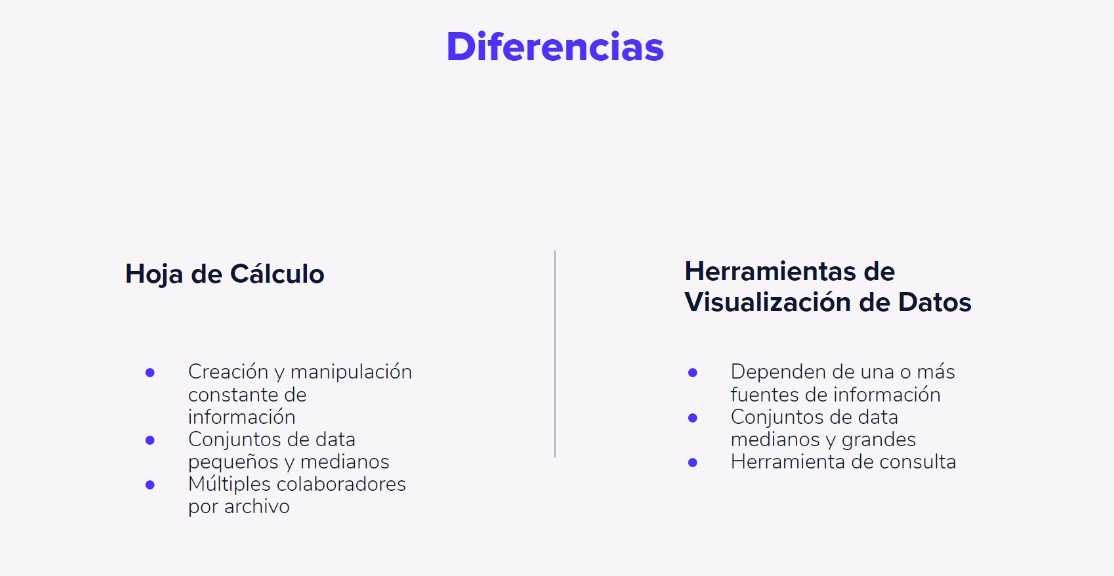 Diferencias
Hoja de Cálculo
Creación y manipulación
constante de
información
Conjuntos de data
pequeños y medianos
Múltiples colaboradores
por archivo
Herramientas de
Visualización de Datos
Dependen de una o más
fuentes de información
Conjuntos de data
medianos y grandes
Herramienta de consulta